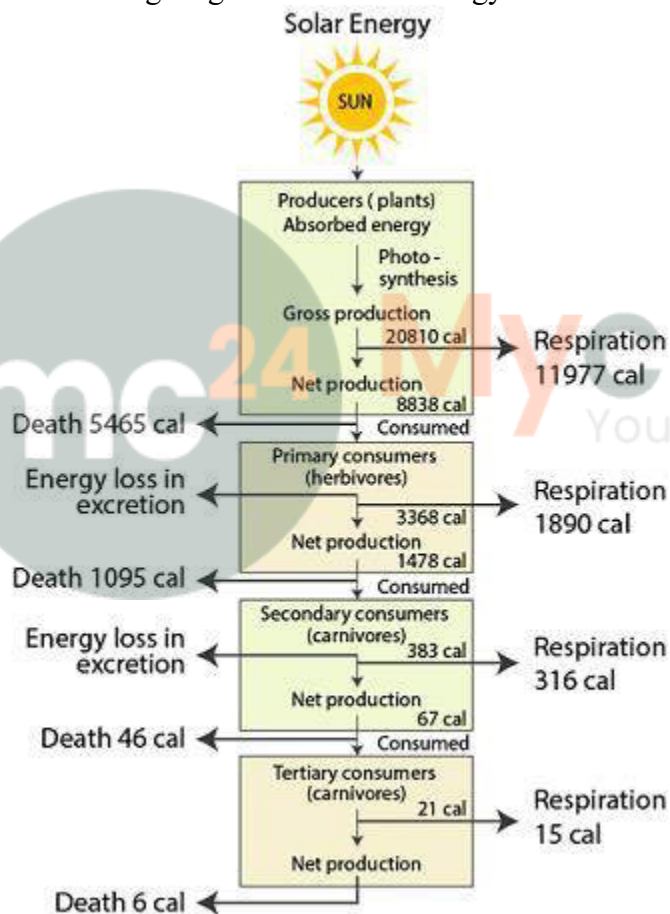 Solar Energy
SUN
Producers ( plants)
Absorbed energy
Photo -
synthesis
Gross production
20810 cal
Respiration
11977 cal
Net production
8838 cal
Death 5465 cal
Consumed
Primary consumers
(herbivores)
Energy loss in
excretion
3368 cal
Respiration
1890 cal
Net production
1478 cal
Death 1095 cal
Consumed
Secondary consumers
(carnivores)
383 cal
Energy loss in
excretion
Respiration
316 cal
Net production
67 cal
Death 46 cal
Consumed
Tertiary consumers
(carnivores)
21 cal
Respiration
15 cal
Net production
Death 6 cal
mc24
My
You